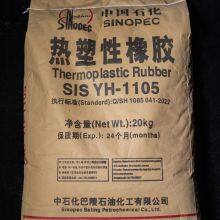 中国石化
SINOPEC
SINOPEC
热塑性橡胶
Thermoplastic Rubber
SIS YH-1105
执行标准(Standard):Q/SH 1085 041-2022
净含量(Net):20kg
保质期(Exp.):24个月(months)
中石化巴陵石油化工有限公司
Sinopec Baling Petrochemical Co., Ltd.